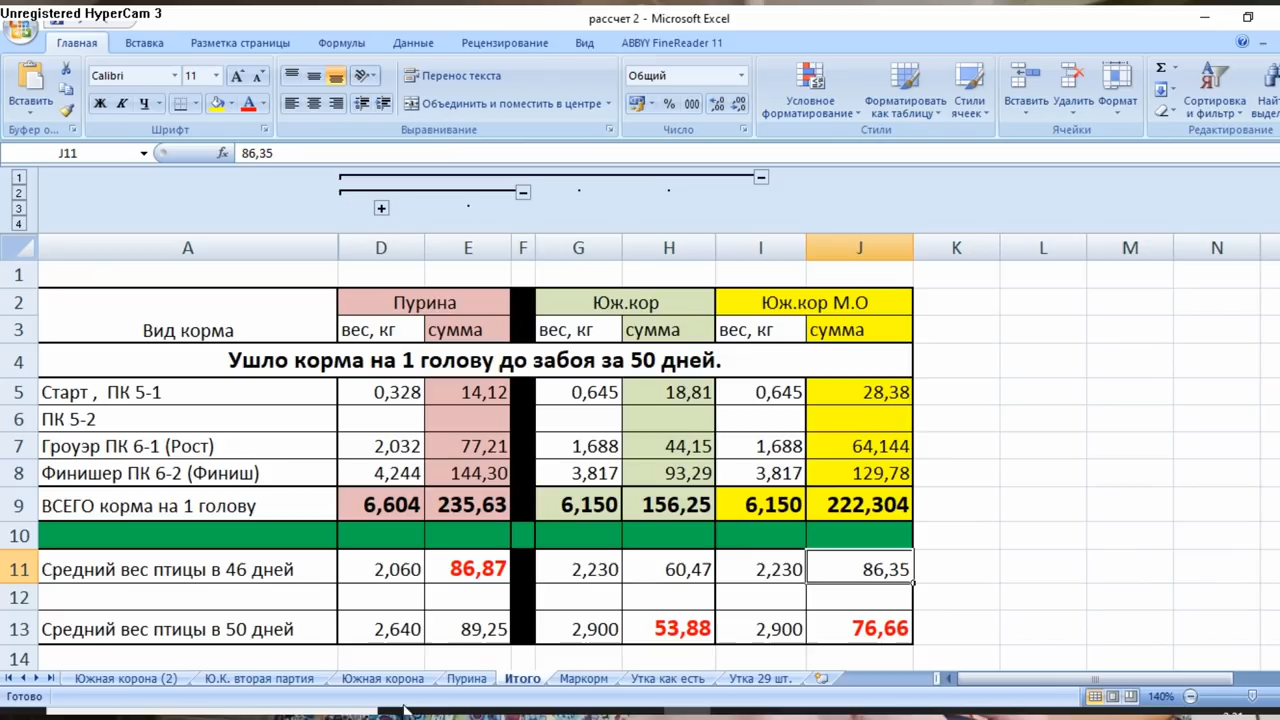 Unregistered HyperCam 3
рассчет 2 - Microsoft Excel
Главная Вставка Разметка страницы Формулы Данные Рецензирование Вид ABBYY FineReader 11
Calibri 11 Перенос текста Общий
Вставить Ж К Ч Объединить и поместить в центре % 000 Условное форматирование Форматировать как таблицу Стили ячеек Вставить Удалить Формат Σ Сортировка и фильтр
Буфер о... Шрифт Выравнивание Число Стили Ячейки Редактирование
J11 fx 86,35
1
2
3
4
A D E F G H I J K L M N
1
2 Пурина Юж.кор Юж.кор М.О
3 Вид корма вес, кг сумма вес, кг сумма вес, кг сумма
4 Ушло корма на 1 голову до забоя за 50 дней.
5 Старт , ПК 5-1 0,328 14,12 0,645 18,81 0,645 28,38
6 ПК 5-2
7 Гроуэр ПК 6-1 (Рост) 2,032 77,21 1,688 44,15 1,688 64,144
8 Финишер ПК 6-2 (Финиш) 4,244 144,30 3,817 93,29 3,817 129,78
9 ВСЕГО корма на 1 голову 6,604 235,63 6,150 156,25 6,150 222,304
10
11 Средний вес птицы в 46 дней 2,060 86,87 2,230 60,47 2,230 86,35
12
13 Средний вес птицы в 50 дней 2,640 89,25 2,900 53,88 2,900 76,66
14
Южная корона (2) Ю.К. вторая партия Южная корона Пурина Итого Маркорм Утка как есть Утка 29 шт.
Готово 140%